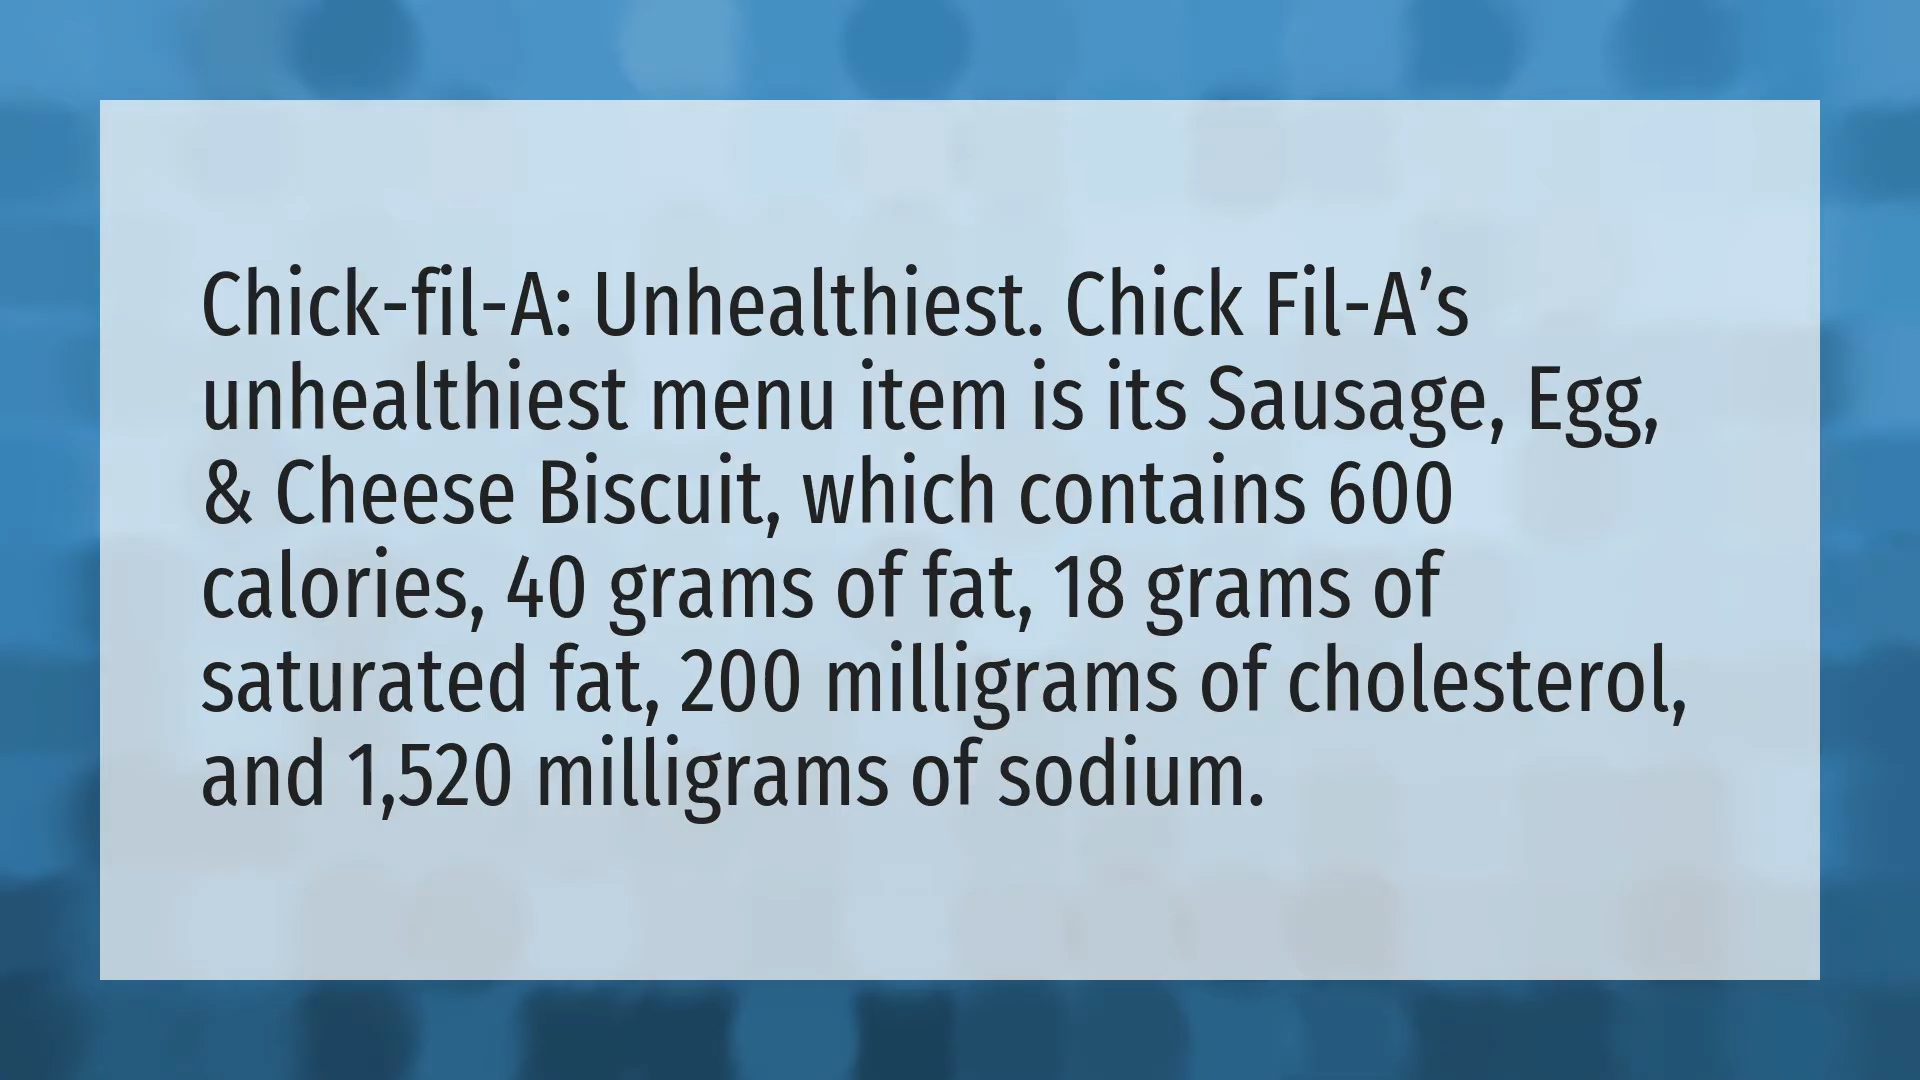 Chick-fil-A: Unhealthiest. Chick Fil-A’s
unhealthiest menu item is its Sausage, Egg,
& Cheese Biscuit, which contains 600
calories, 40 grams of fat, 18 grams of
saturated fat, 200 milligrams of cholesterol,
and 1,520 milligrams of sodium.